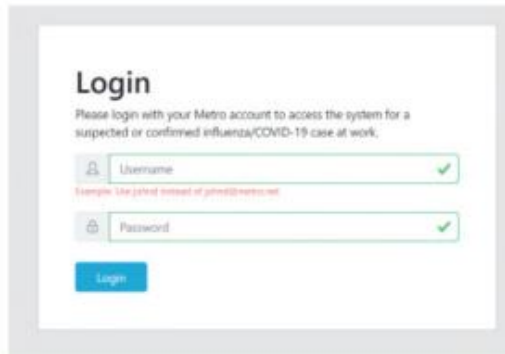 Login
Please login with your Metro account to access the system for a
suspected or confirmed influenza/COVID-19 case at work.
Username
Example: Use johnd instead of johnd@metro.net
Password
Login